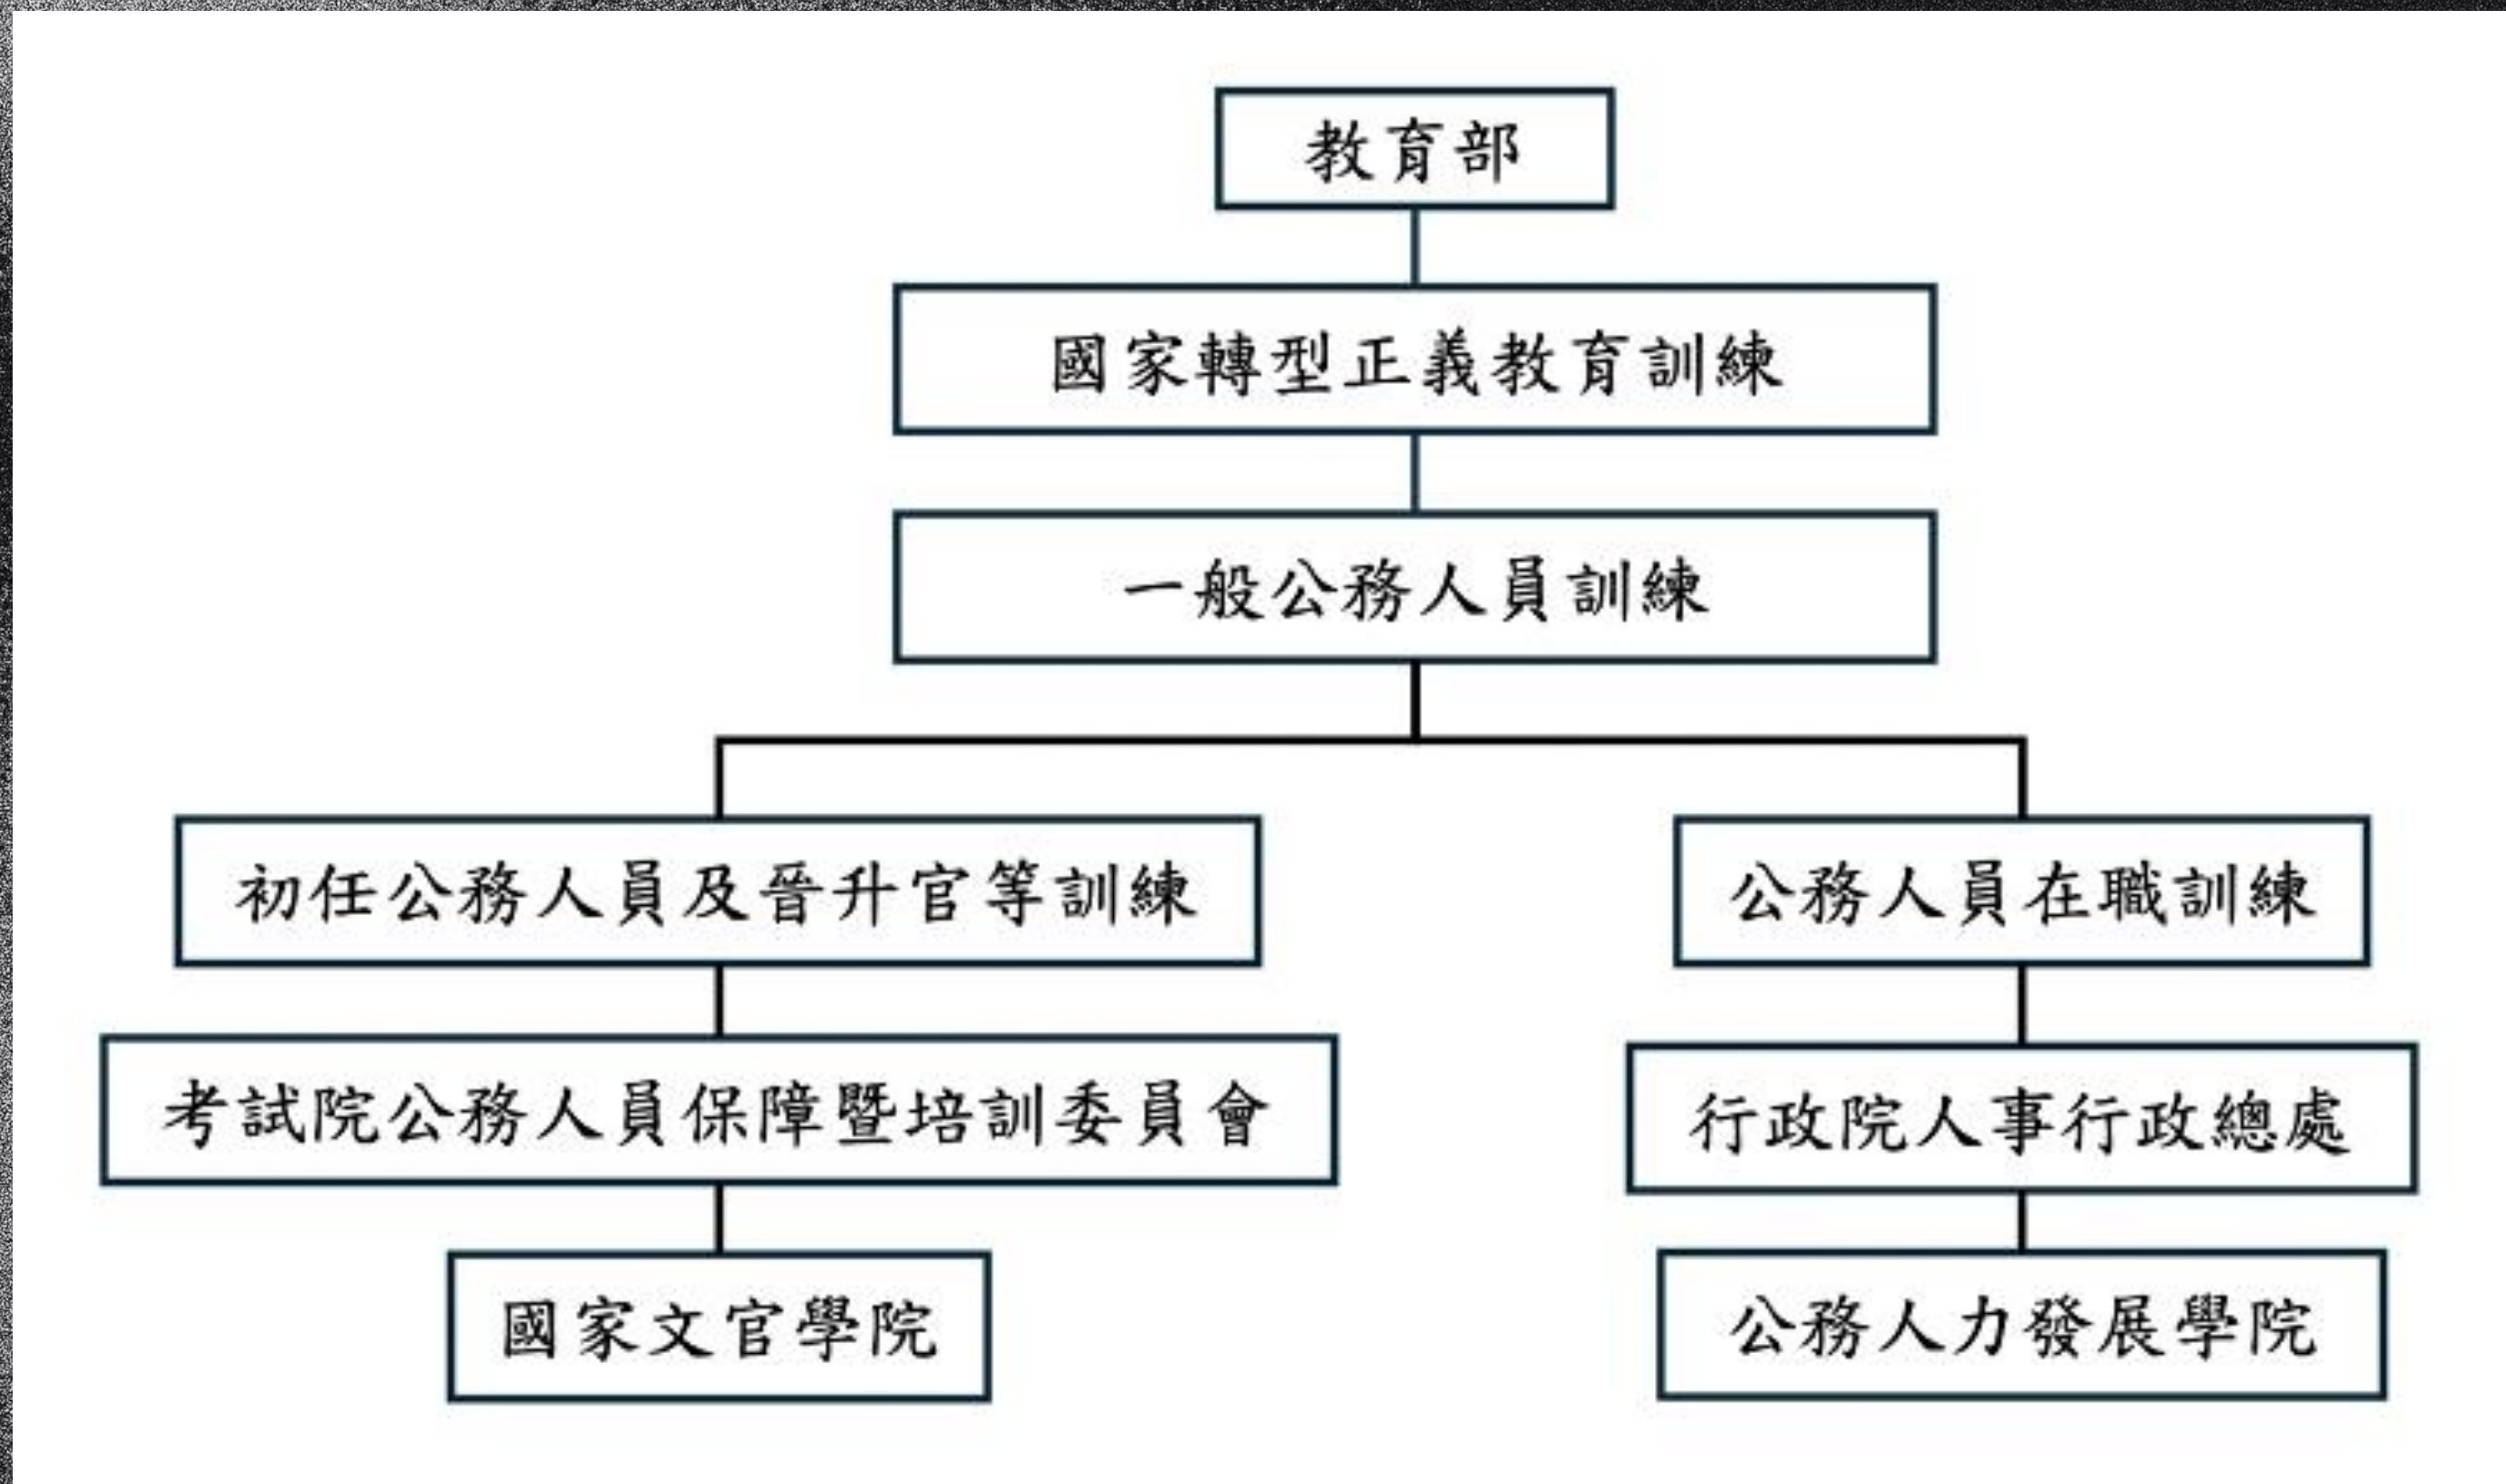 教育部
國家轉型正義教育訓練
一般公務人員訓練
初任公務人員及晉升官等訓練
公務人員在職訓練
考試院公務人員保障暨培訓委員會
行政院人事行政總處
國家文官學院
公務人力發展學院